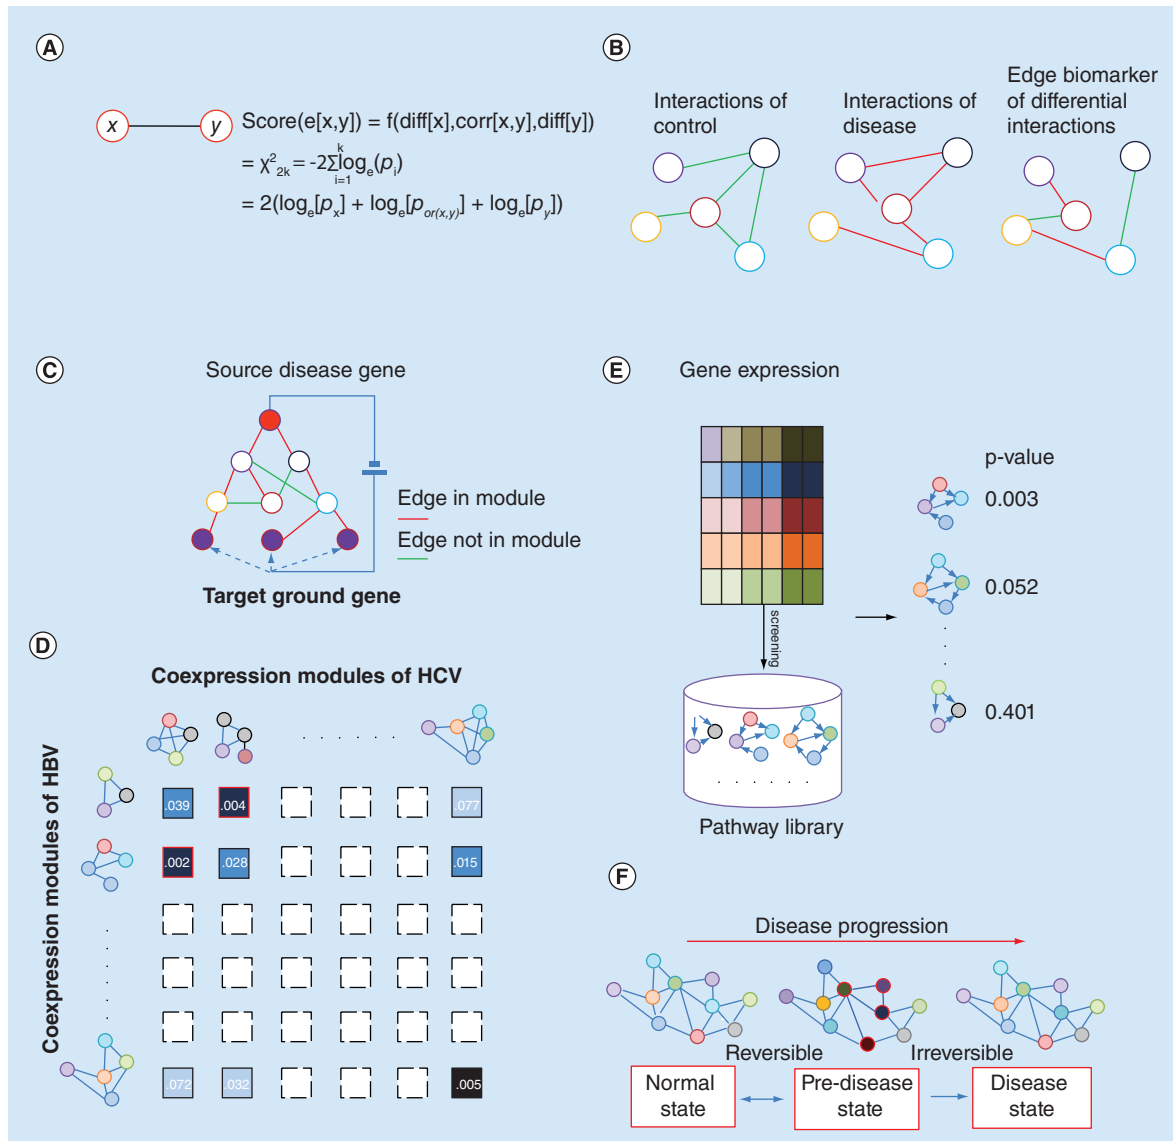 A
x
y
Score(e[x,y]) = f(diff[x],corr[x,y],diff[y])
= χ²₂ₖ = -2Σlogₑ(pᵢ)
k
i=1
= 2(logₑ[pₓ] + logₑ[p_or(x,y)] + logₑ[p_y])
B
Interactions of
control
Interactions of
disease
Edge biomarker
of differential
interactions
C
Source disease gene
Edge in module
Edge not in module
Target ground gene
D
Coexpression modules of HCV
Coexpression modules of HBV
.039
.004
.077
.002
.028
.015
.072
.032
.005
E
Gene expression
screening
Pathway library
p-value
0.003
0.052
0.401
F
Disease progression
Reversible
Irreversible
Normal
state
Pre-disease
state
Disease
state